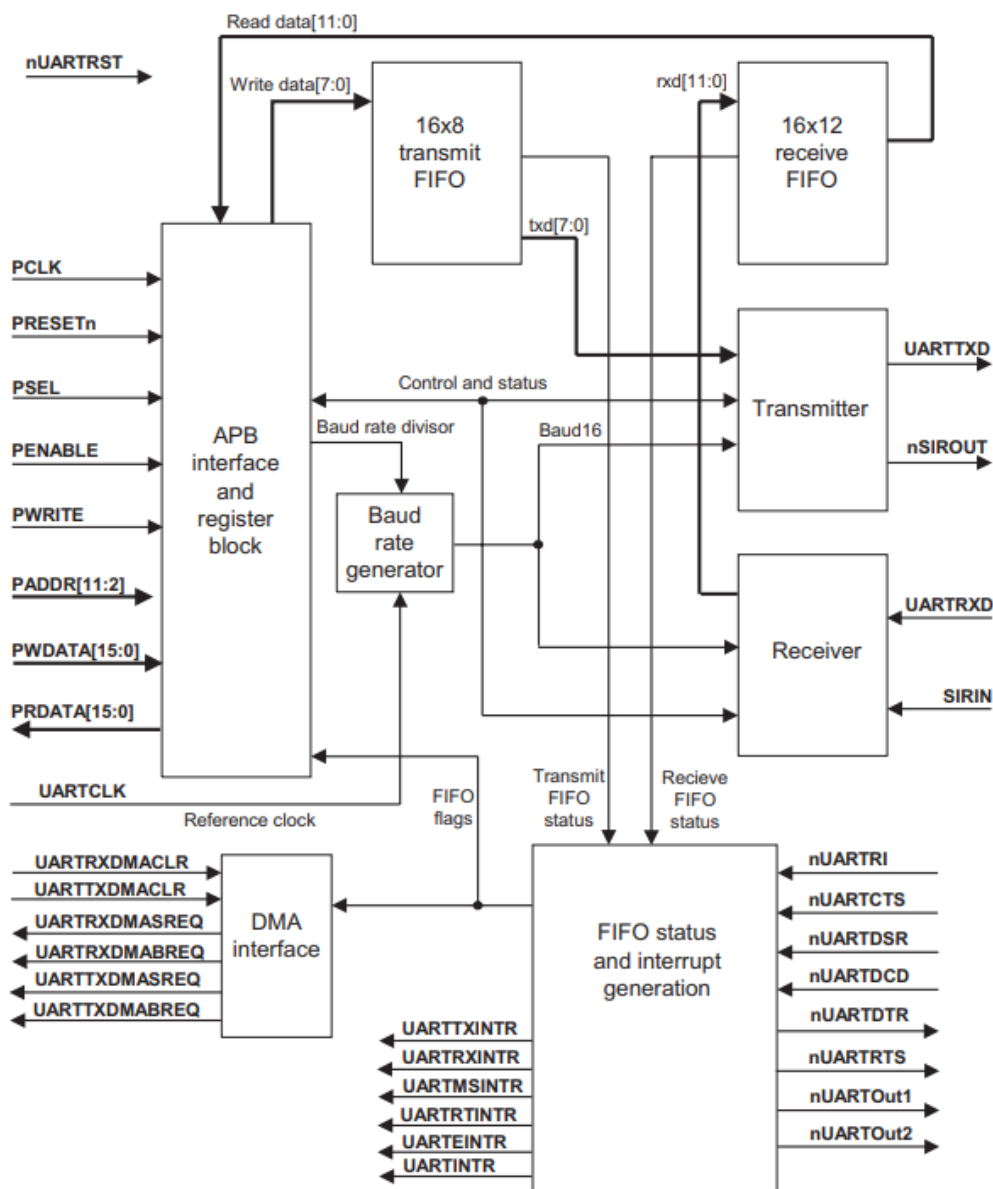 Read data[11:0]
nUARTRST
Write data[7:0]
rxd[11:0]
16x8
transmit
FIFO
16x12
receive
FIFO
txd[7:0]
PCLK
PRESETn
PSEL
PENABLE
PWRITE
PADDR[11:2]
PWDATA[15:0]
PRDATA[15:0]
APB
interface
and
register
block
Control and status
Baud rate divisor
Baud16
Baud
rate
generator
Transmitter
UARTTXD
nSIROUT
Receiver
UARTRXD
SIRIN
UARTCLK
Reference clock
FIFO
flags
Transmit
FIFO
status
Recieve
FIFO
status
UARTRXDMACLR
UARTTXDMACLR
UARTRXDMASREQ
UARTRXDMABREQ
UARTTXDMASREQ
UARTTXDMABREQ
DMA
interface
FIFO status
and interrupt
generation
nUARTRI
nUARTCTS
nUARTDSR
nUARTDCD
nUARTDTR
nUARTRTS
nUARTOut1
nUARTOut2
UARTTXINTR
UARTRXINTR
UARTMSINTR
UARTRTINTR
UARTEINTR
UARTINTR